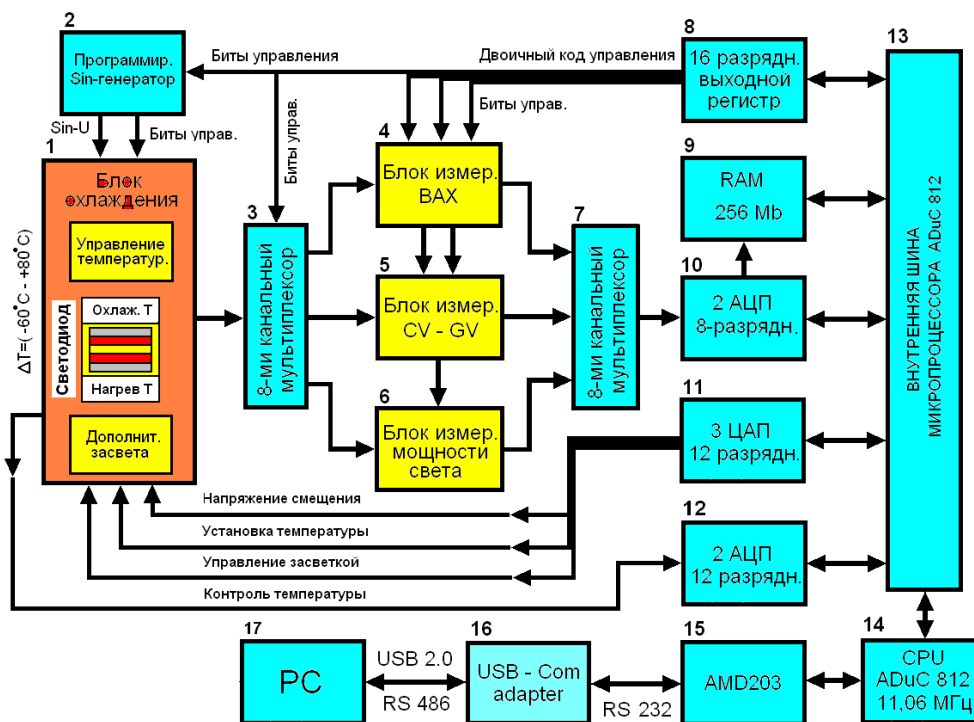 2
Программир.
Sin-генератор
Биты управления
Двоичный код управления
8
16 разрядн.
выходной
регистр
13
ВНУТРЕННЯЯ ШИНА
МИКРОПРОЦЕССОРА ADuC 812
Sin-U
Биты управ.
Биты управ.
Биты управ.
1
Блок
охлаждения
Управление
температур.
Светодиод
Охлаж. Т
Нагрев Т
Дополнит.
засвета
ΔT=( -60°C - +80°C)
3
8-ми канальный
мультиплексор
4
Блок измер.
ВАХ
5
Блок измер.
CV - GV
6
Блок измер.
мощности
света
7
8-ми канальный
мультиплексор
9
RAM
256 Mb
10
2 АЦП
8-разрядн.
11
3 ЦАП
12 разрядн.
12
2 АЦП
12 разрядн.
Напряжение смещения
Установка температуры
Управление засветкой
Контроль температуры
17
PC
USB 2.0
RS 486
16
USB - Com
adapter
RS 232
15
AMD203
14
CPU
ADuC 812
11,06 МГц